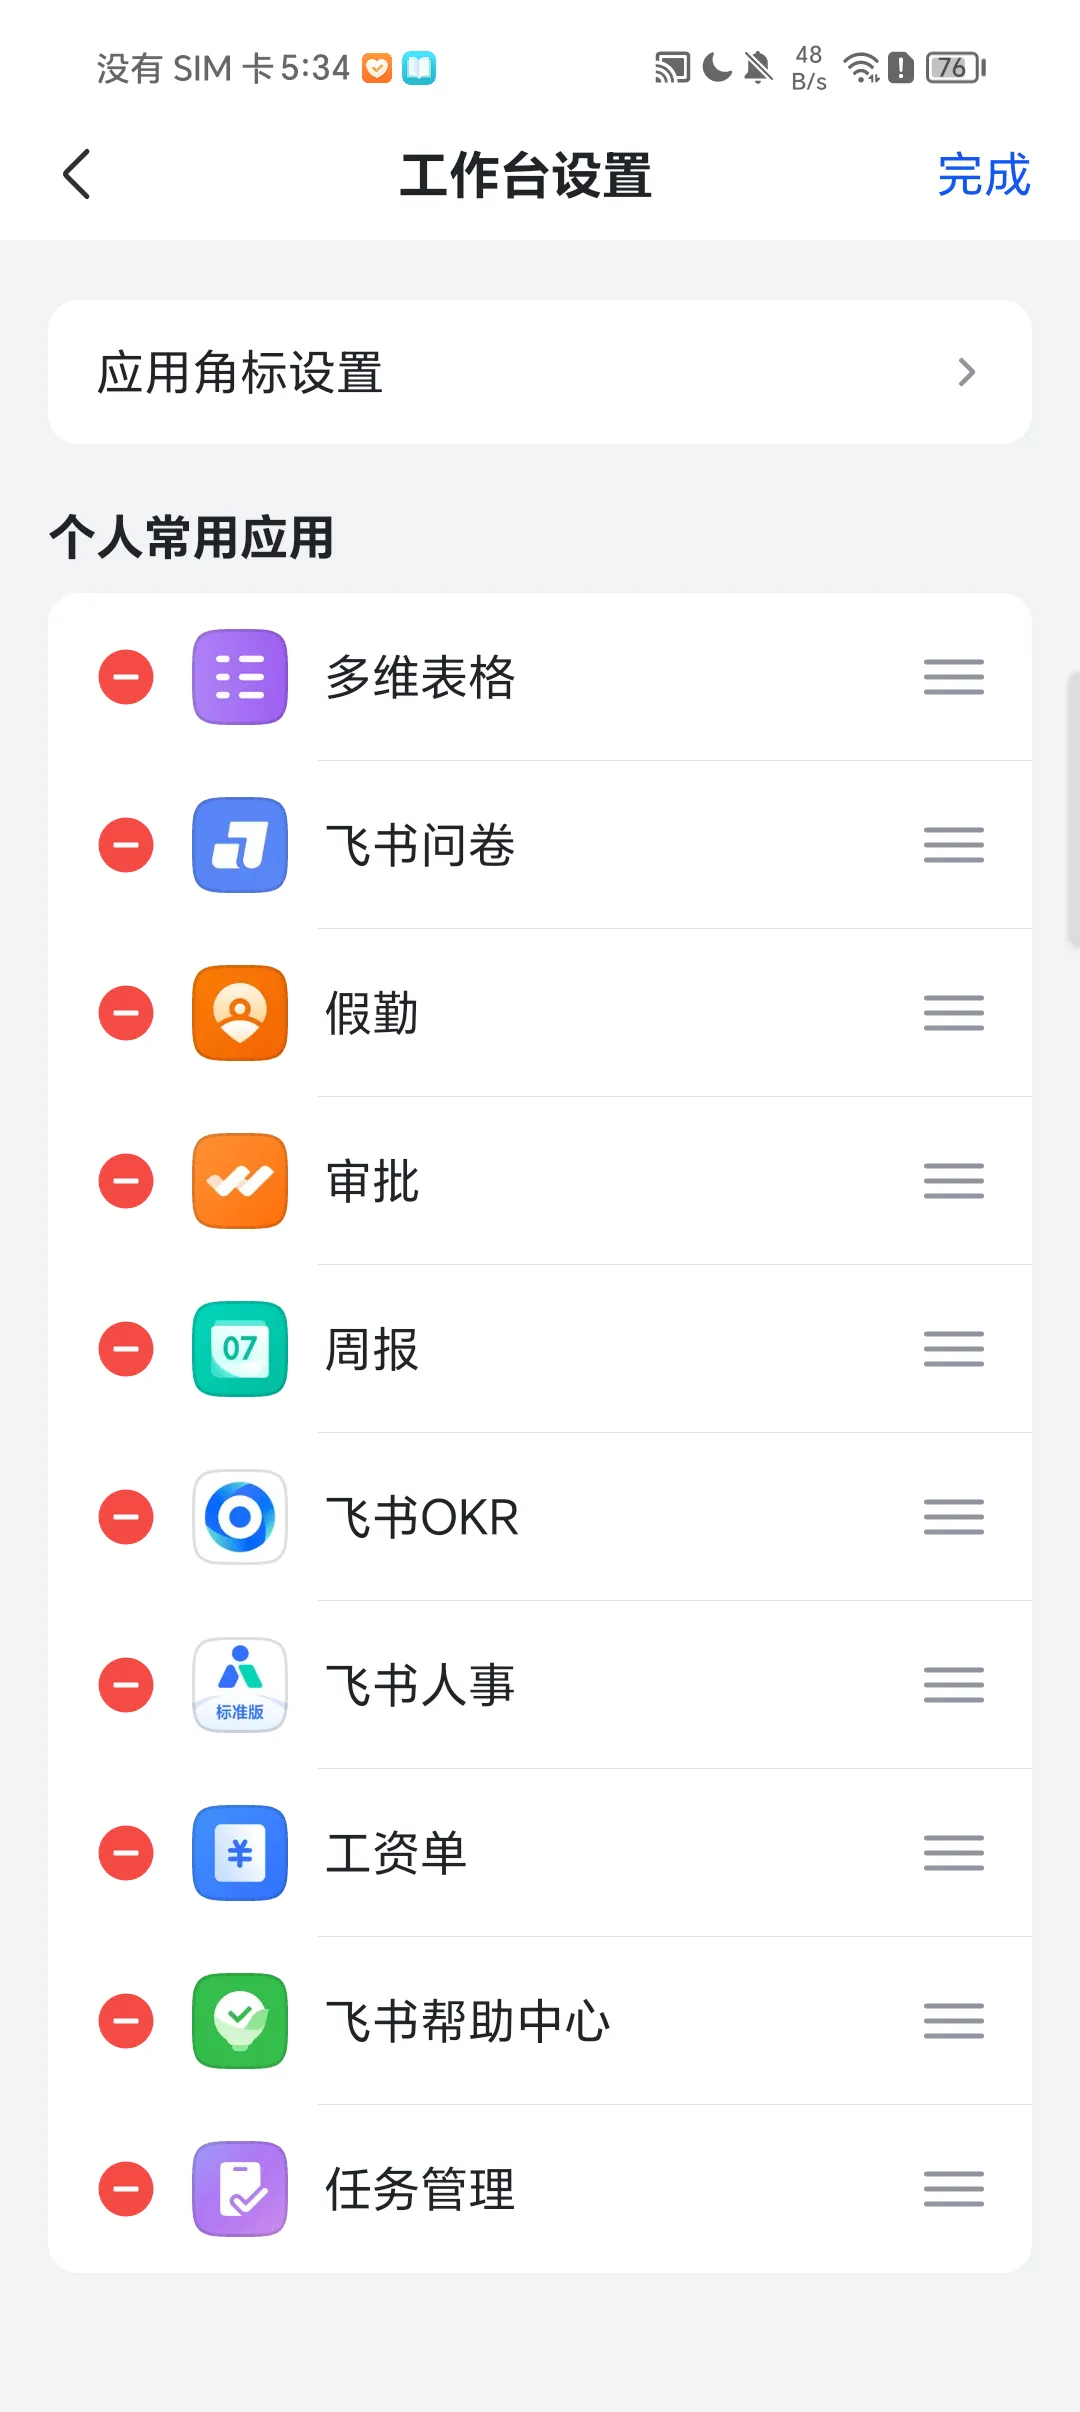 没有 SIM 卡 5:34 48 B/s 76
工作台设置 完成
应用角标设置
个人常用应用
多维表格
飞书问卷
假勤
审批
07 周报
飞书OKR
标准版 飞书人事
工资单
飞书帮助中心
任务管理